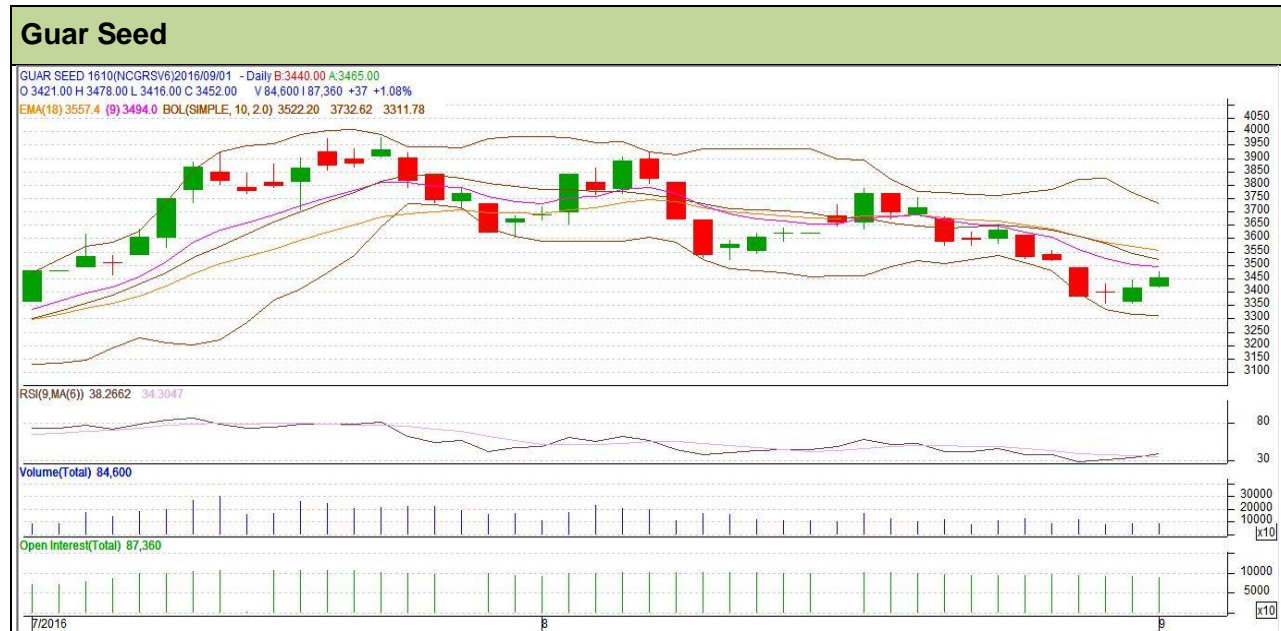 Guar Seed
GUAR SEED 1610(NCGRSV6)2016/09/01 - Daily B:3440.00 A:3465.00
O 3421.00 H 3478.00 L 3416.00 C 3452.00 V 84,600 I 87,360 +37 +1.08%
EMA(18) 3557.4 (9) 3494.0 BOL(SIMPLE, 10, 2.0) 3522.20 3732.62 3311.78
4050
4000
3950
3900
3850
3800
3750
3700
3650
3600
3550
3500
3450
3400
3350
3300
3250
3200
3150
3100
RSI(9,MA(6)) 38.2662 34.3047
80
30
Volume(Total) 84,600
30000
20000
10000
x10
Open Interest(Total) 87,360
10000
5000
x10
7/2016 8 9